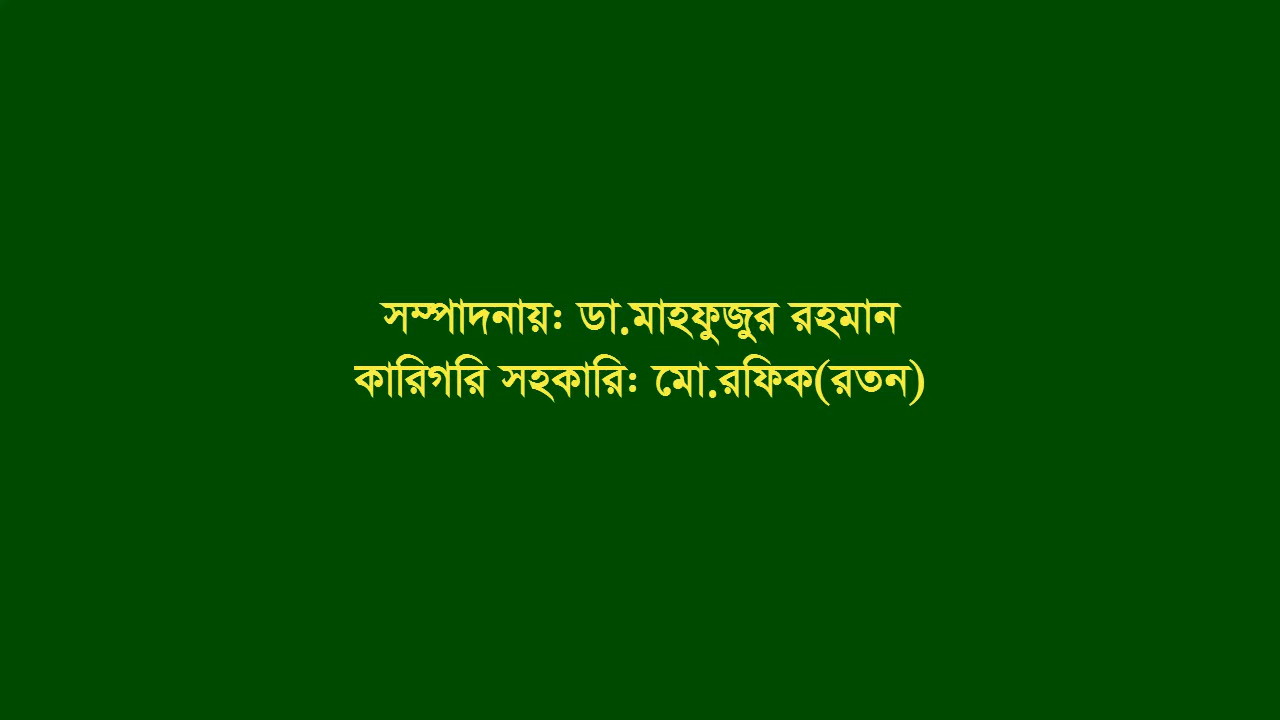 সম্পাদনায়ঃ ডা.মাহফুজুর রহমান
কারিগরি সহকারিঃ মো.রফিক(রতন)